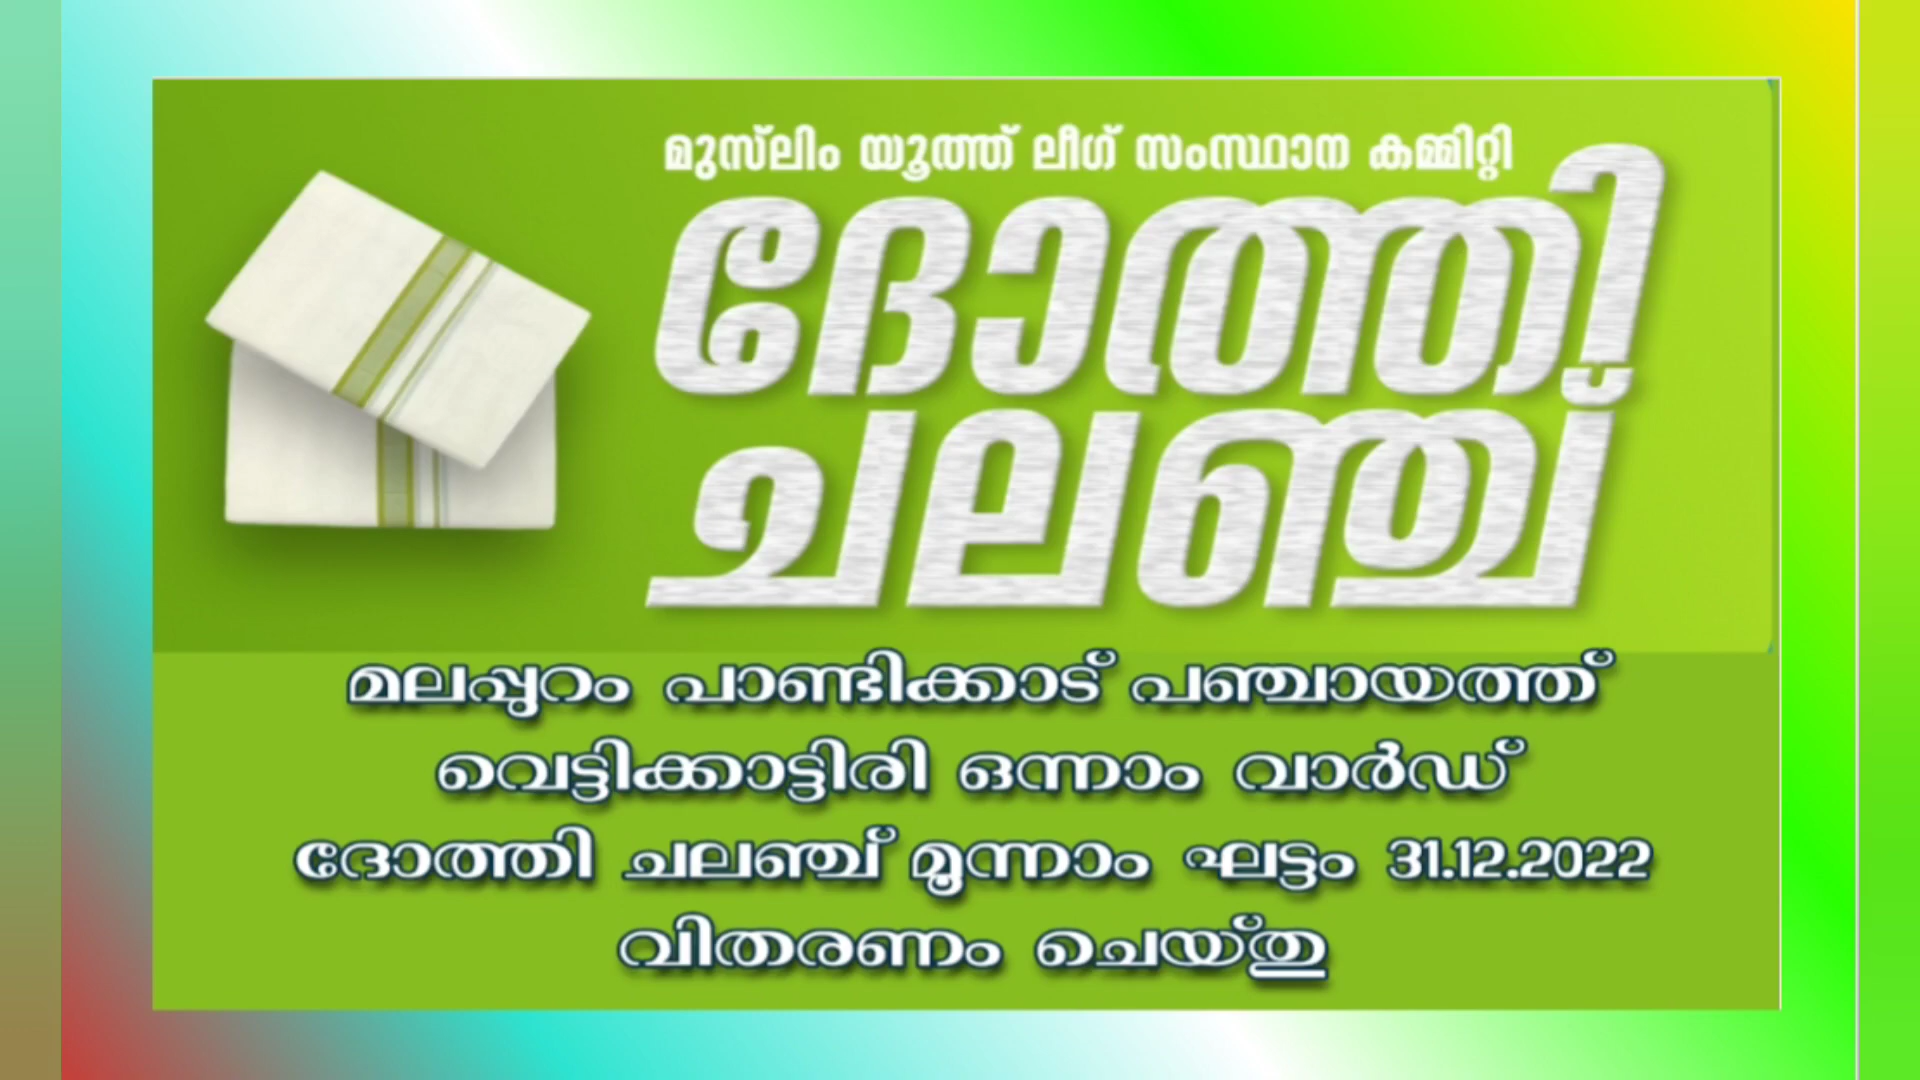 മുസ്‌ലിം യൂത്ത് ലീഗ് സംസ്ഥാന കമ്മിറ്റി
ദോത്തി
ചലഞ്ച്
മലപ്പുറം പാണ്ടിക്കാട് പഞ്ചായത്ത്
വെട്ടിക്കാട്ടിരി ഒന്നാം വാർഡ്
ദോത്തി ചലഞ്ച് മൂന്നാം ഘട്ടം 31.12.2022
വിതരണം ചെയ്തു